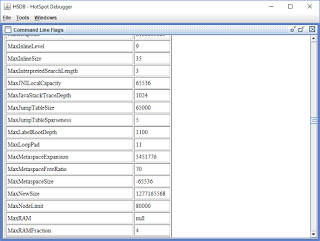 HSDB - HotSpot Debugger
File Tools Windows
Command Line Flags
MaxInlineLevel 9
MaxInlineSize 35
MaxInterpretedSearchLength 3
MaxJNILocalCapacity 65536
MaxJavaStackTraceDepth 1024
MaxJumpTableSize 65000
MaxJumpTableSparseness 5
MaxLabelRootDepth 1100
MaxLoopPad 11
MaxMetaspaceExpansion 5451776
MaxMetaspaceFreeRatio 70
MaxMetaspaceSize -65536
MaxNewSize 1277165568
MaxNodeLimit 80000
MaxRAM null
MaxRAMFraction 4